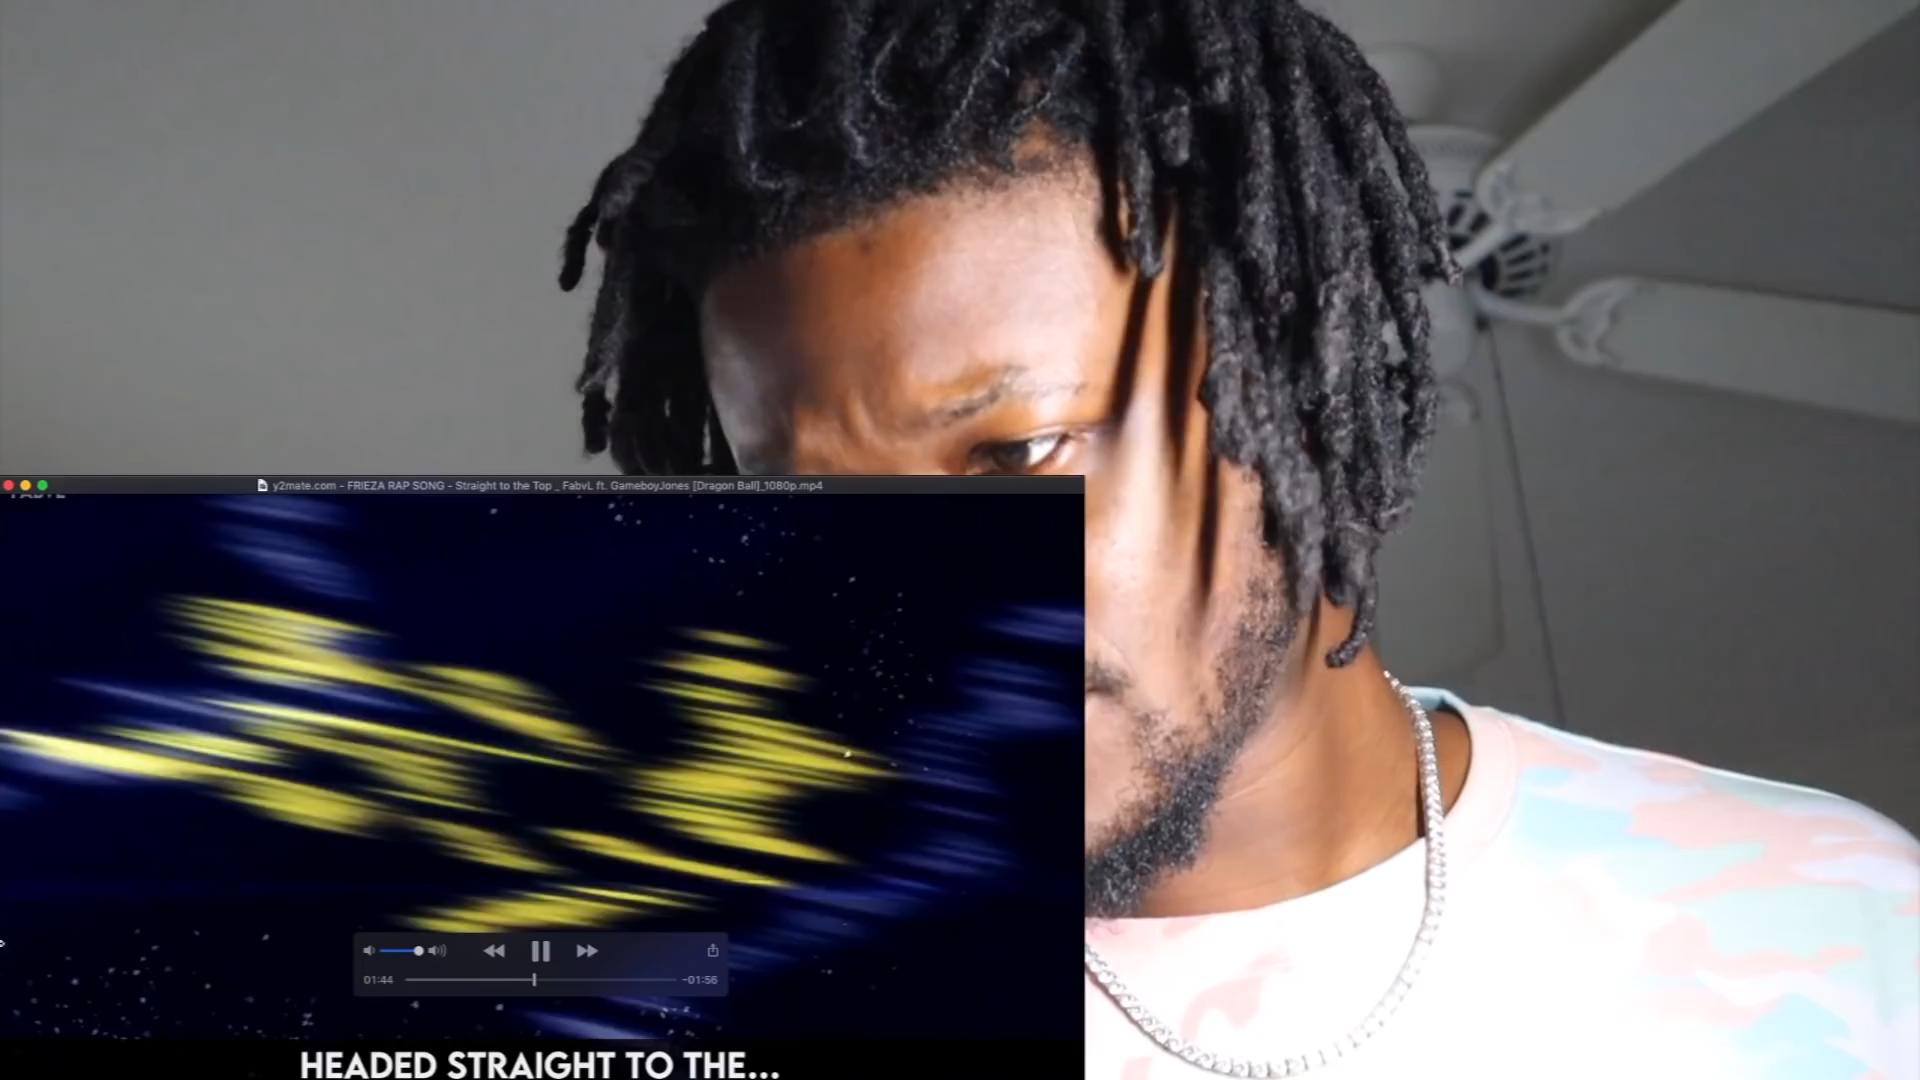 y2mate.com - FRIEZA RAP SONG - Straight to the Top _ FabvL ft. GameboyJones [Dragon Ball]_1080p.mp4
01:44
-01:56
HEADED STRAIGHT TO THE...